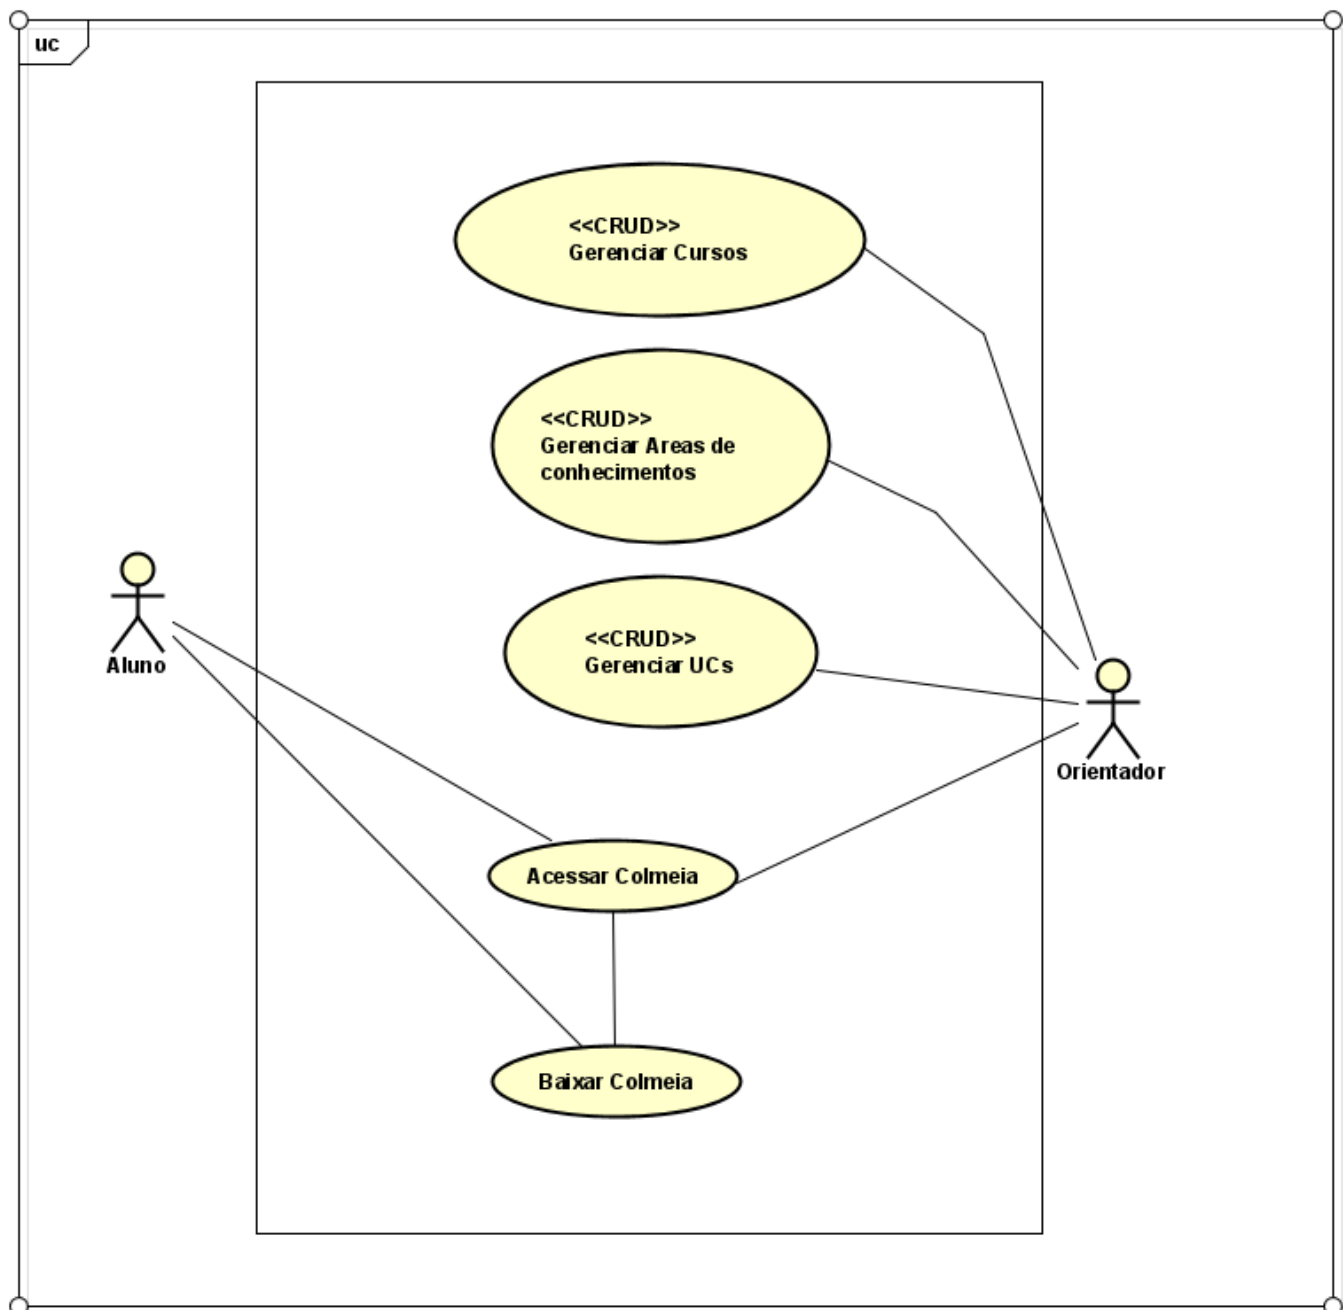 uc
<<CRUD>>
Gerenciar Cursos
<<CRUD>>
Gerenciar Areas de
conhecimentos
<<CRUD>>
Gerenciar UCs
Aluno
Orientador
Acessar Colmeia
Baixar Colmeia